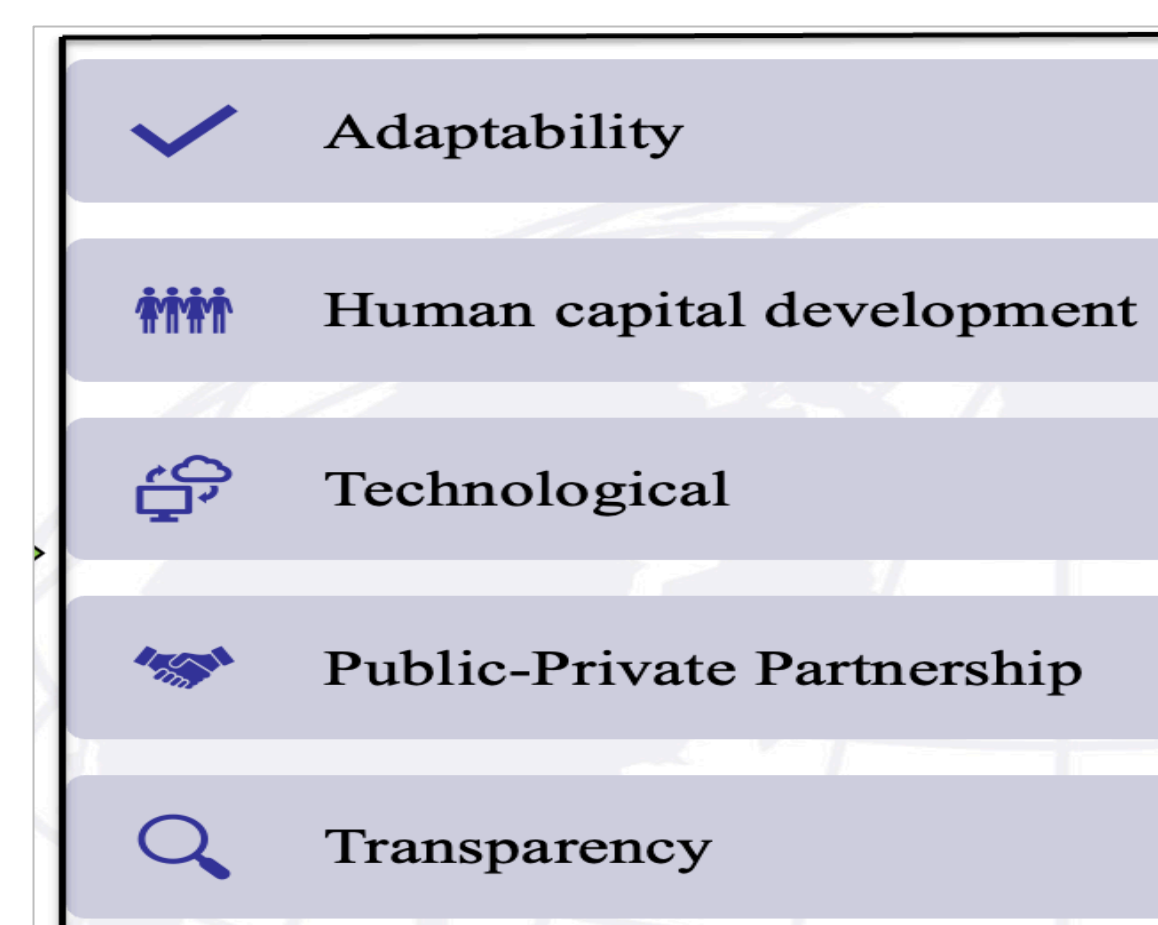 Adaptability
Human capital development
Technological
Public-Private Partnership
Transparency